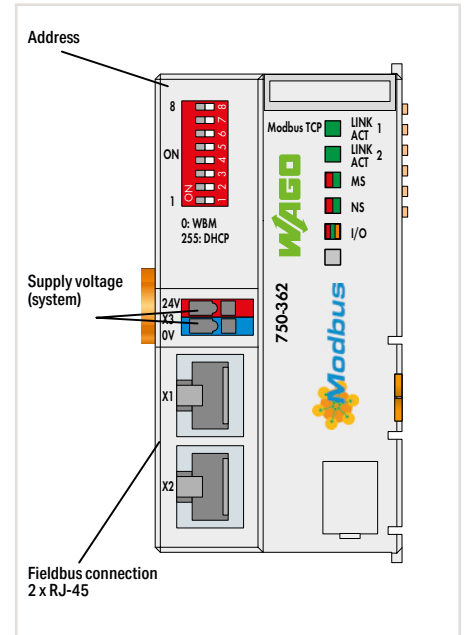 Address
8
8
7
6
5
4
3
2
1
ON
ON
1
0: WBM
255: DHCP
Modbus TCP
LINK 1
ACT
LINK 2
ACT
MS
NS
I/O
WAGO
Supply voltage
(system)
24V
X3
0V
750-362
Modbus
X1
X2
Fieldbus connection
2 x RJ-45